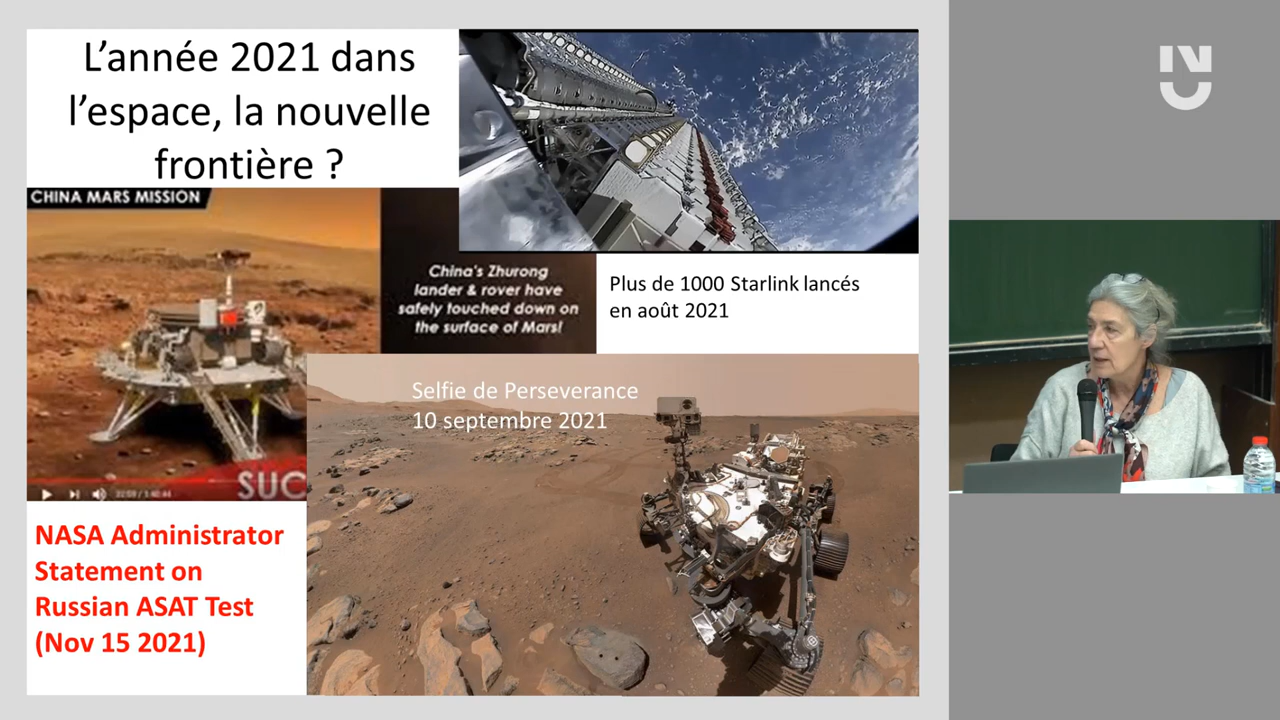 L'année 2021 dans
l'espace, la nouvelle
frontière ?
CHINA MARS MISSION
China's Zhurong
lander & rover have
safely touched down on
the surface of Mars!
Plus de 1000 Starlink lancés
en août 2021
Selfie de Perseverance
10 septembre 2021
SUC
NASA Administrator
Statement on
Russian ASAT Test
(Nov 15 2021)